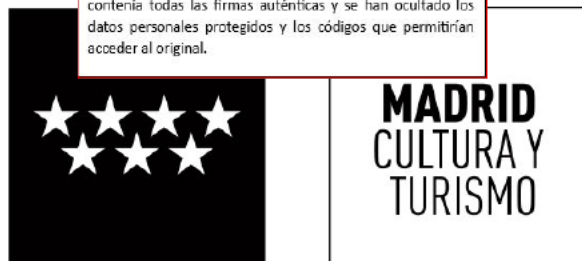 contenía todas las firmas auténticas y se han ocultado los
datos personales protegidos y los códigos que permitirían
acceder al original.
MADRID
CULTURA Y
TURISMO